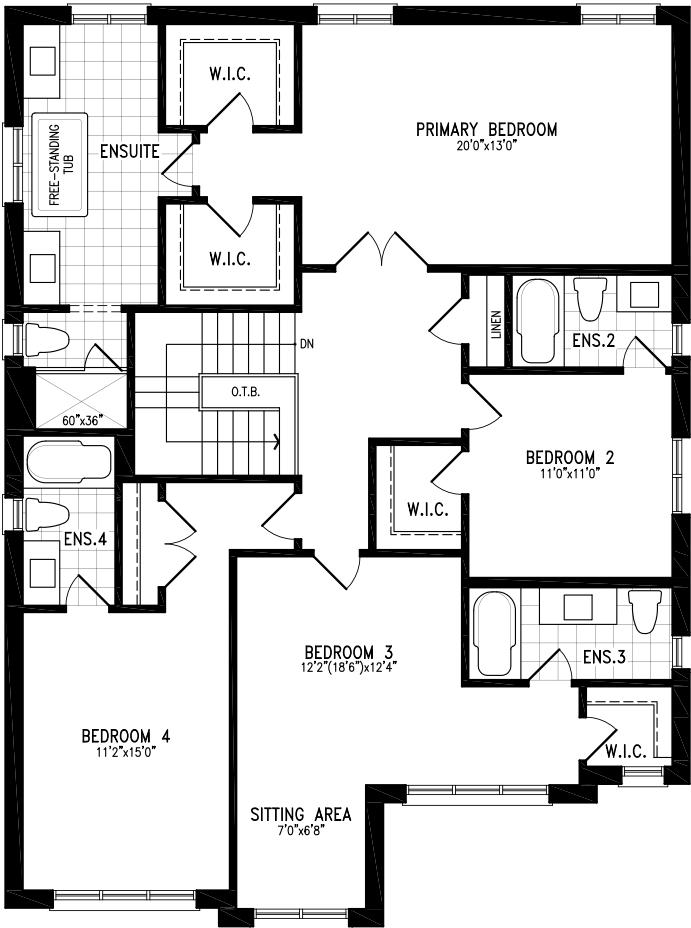 W.I.C.
PRIMARY BEDROOM
20'0"x13'0"
FREE-STANDING
TUB
ENSUITE
W.I.C.
LINEN
ENS.2
DN
O.T.B.
60"x36"
BEDROOM 2
11'0"x11'0"
W.I.C.
ENS.4
BEDROOM 3
12'2"(18'6")x12'4"
ENS.3
BEDROOM 4
11'2"x15'0"
W.I.C.
SITTING AREA
7'0"x6'8"